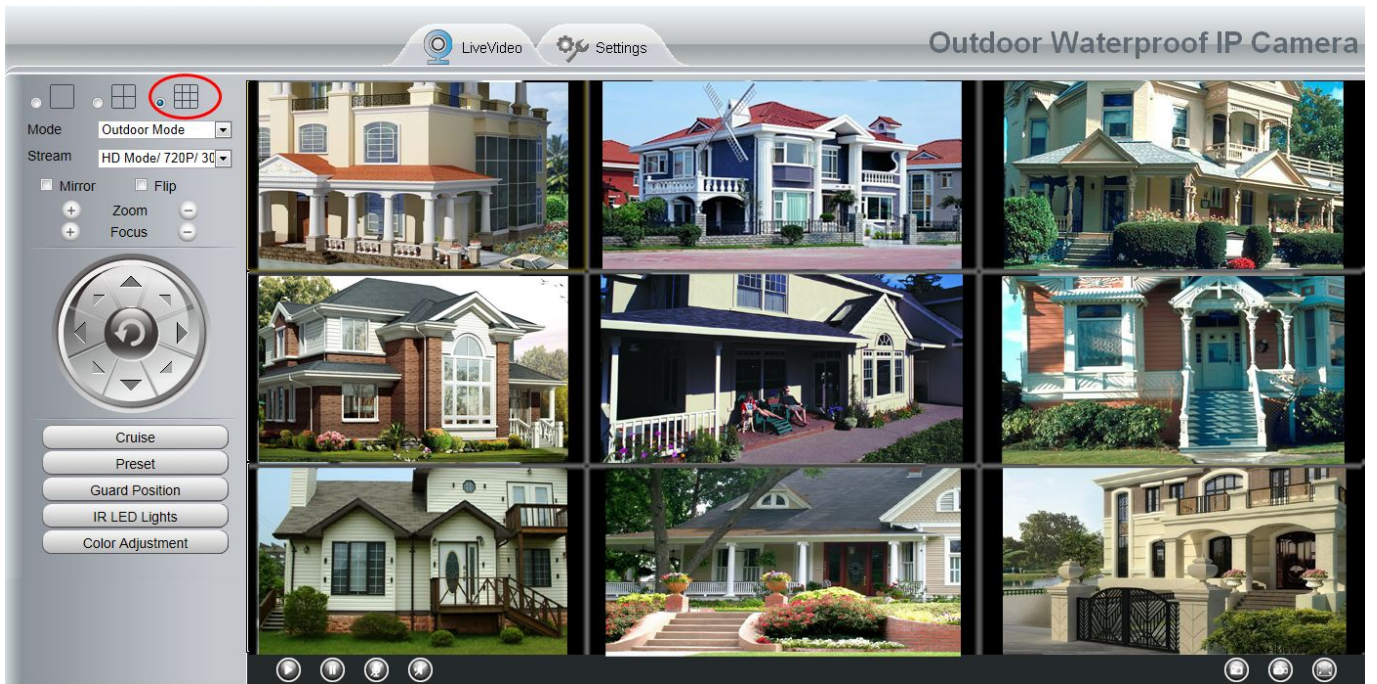 LiveVideo
Settings
Outdoor Waterproof IP Camera
Mode Outdoor Mode
Stream HD Mode/ 720P/ 30
Mirror Flip
+ Zoom −
+ Focus −
Cruise
Preset
Guard Position
IR LED Lights
Color Adjustment